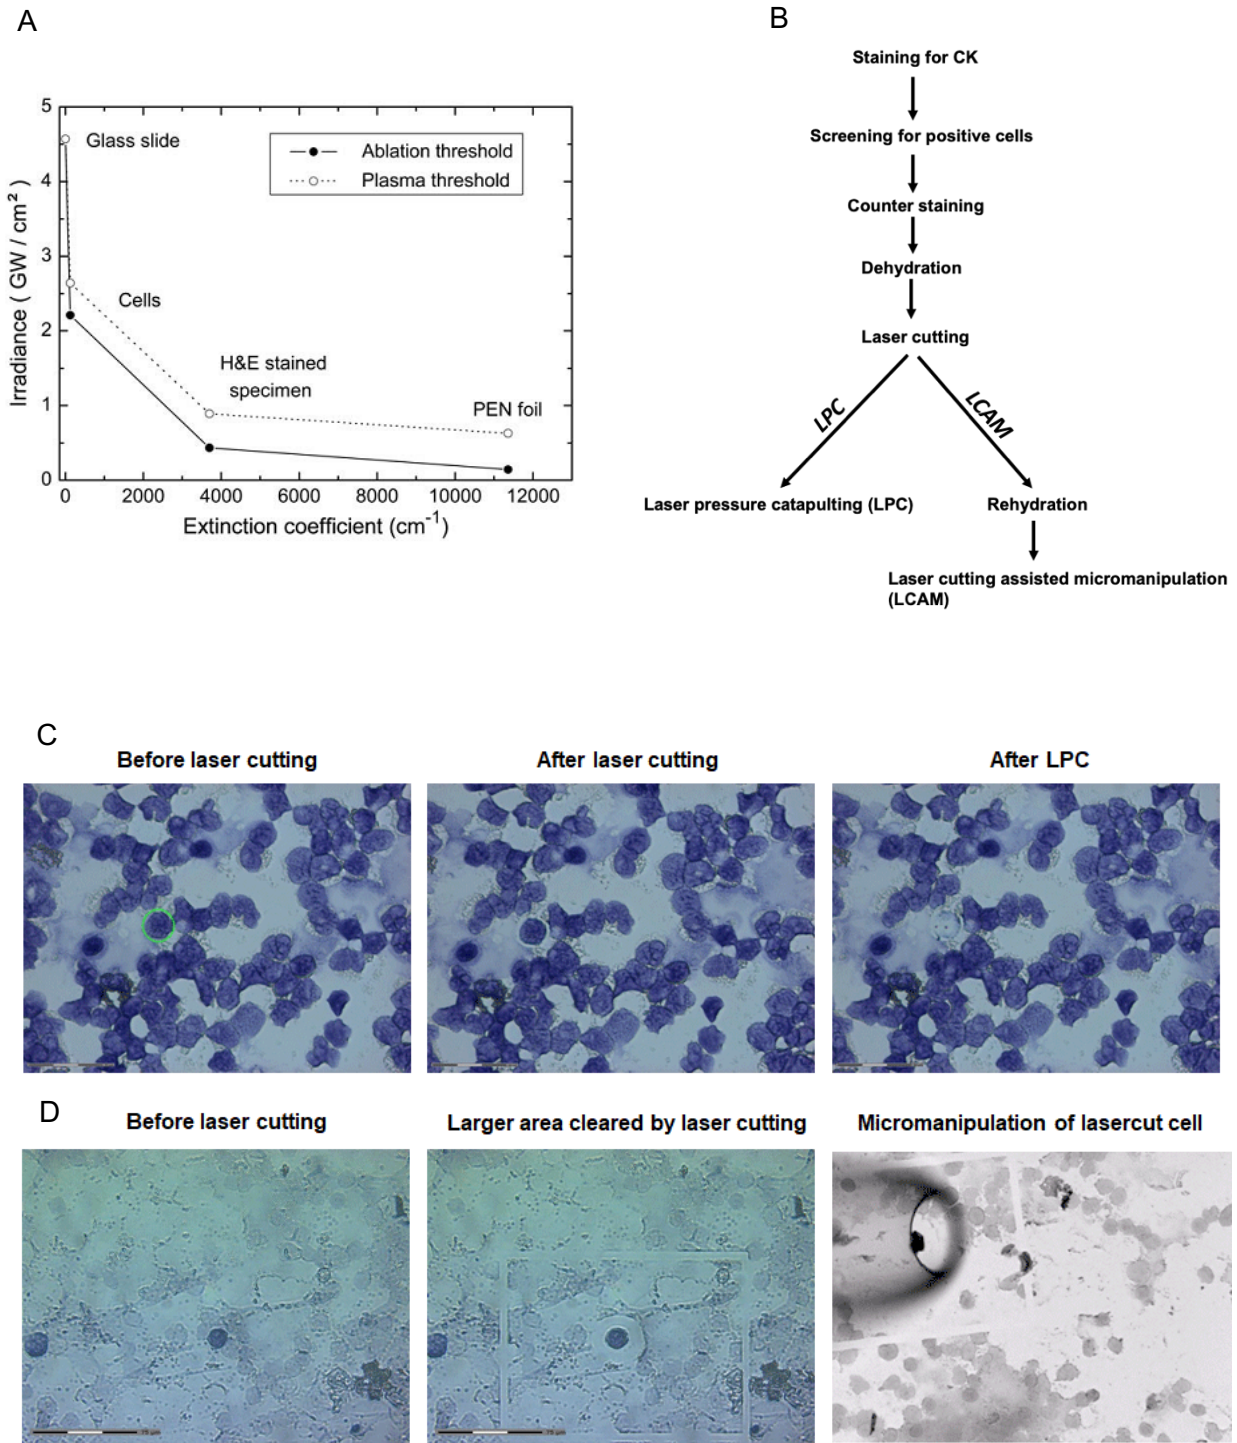 A
B
Irradiance ( GW / cm² )
5
4
3
2
1
0
Glass slide
Ablation threshold
Plasma threshold
Cells
H&E stained
specimen
PEN foil
0 2000 4000 6000 8000 10000 12000
Extinction coefficient (cm⁻¹)
Staining for CK
Screening for positive cells
Counter staining
Dehydration
Laser cutting
LPC
LCAM
Laser pressure catapulting (LPC)
Rehydration
Laser cutting assisted micromanipulation
(LCAM)
C
Before laser cutting
After laser cutting
After LPC
D
Before laser cutting
Larger area cleared by laser cutting
Micromanipulation of lasercut cell